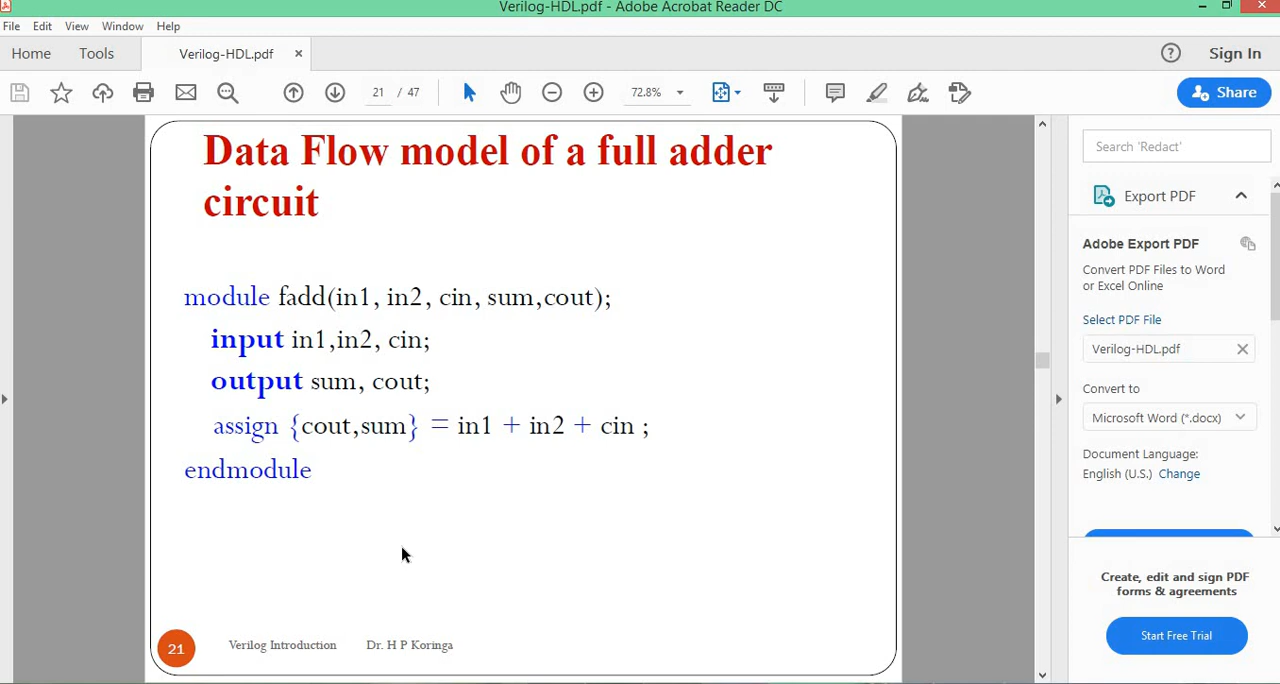 Verilog-HDL.pdf - Adobe Acrobat Reader DC
File Edit View Window Help
Home Tools Verilog-HDL.pdf × Sign In
21 / 47 72.8% Share
Data Flow model of a full adder
circuit
module fadd(in1, in2, cin, sum,cout);
input in1,in2, cin;
output sum, cout;
assign {cout,sum} = in1 + in2 + cin ;
endmodule
21 Verilog Introduction Dr. H P Koringa
Search 'Redact'
Export PDF
Adobe Export PDF
Convert PDF Files to Word
or Excel Online
Select PDF File
Verilog-HDL.pdf
Convert to
Microsoft Word (*.docx)
Document Language:
English (U.S.) Change
Create, edit and sign PDF
forms & agreements
Start Free Trial